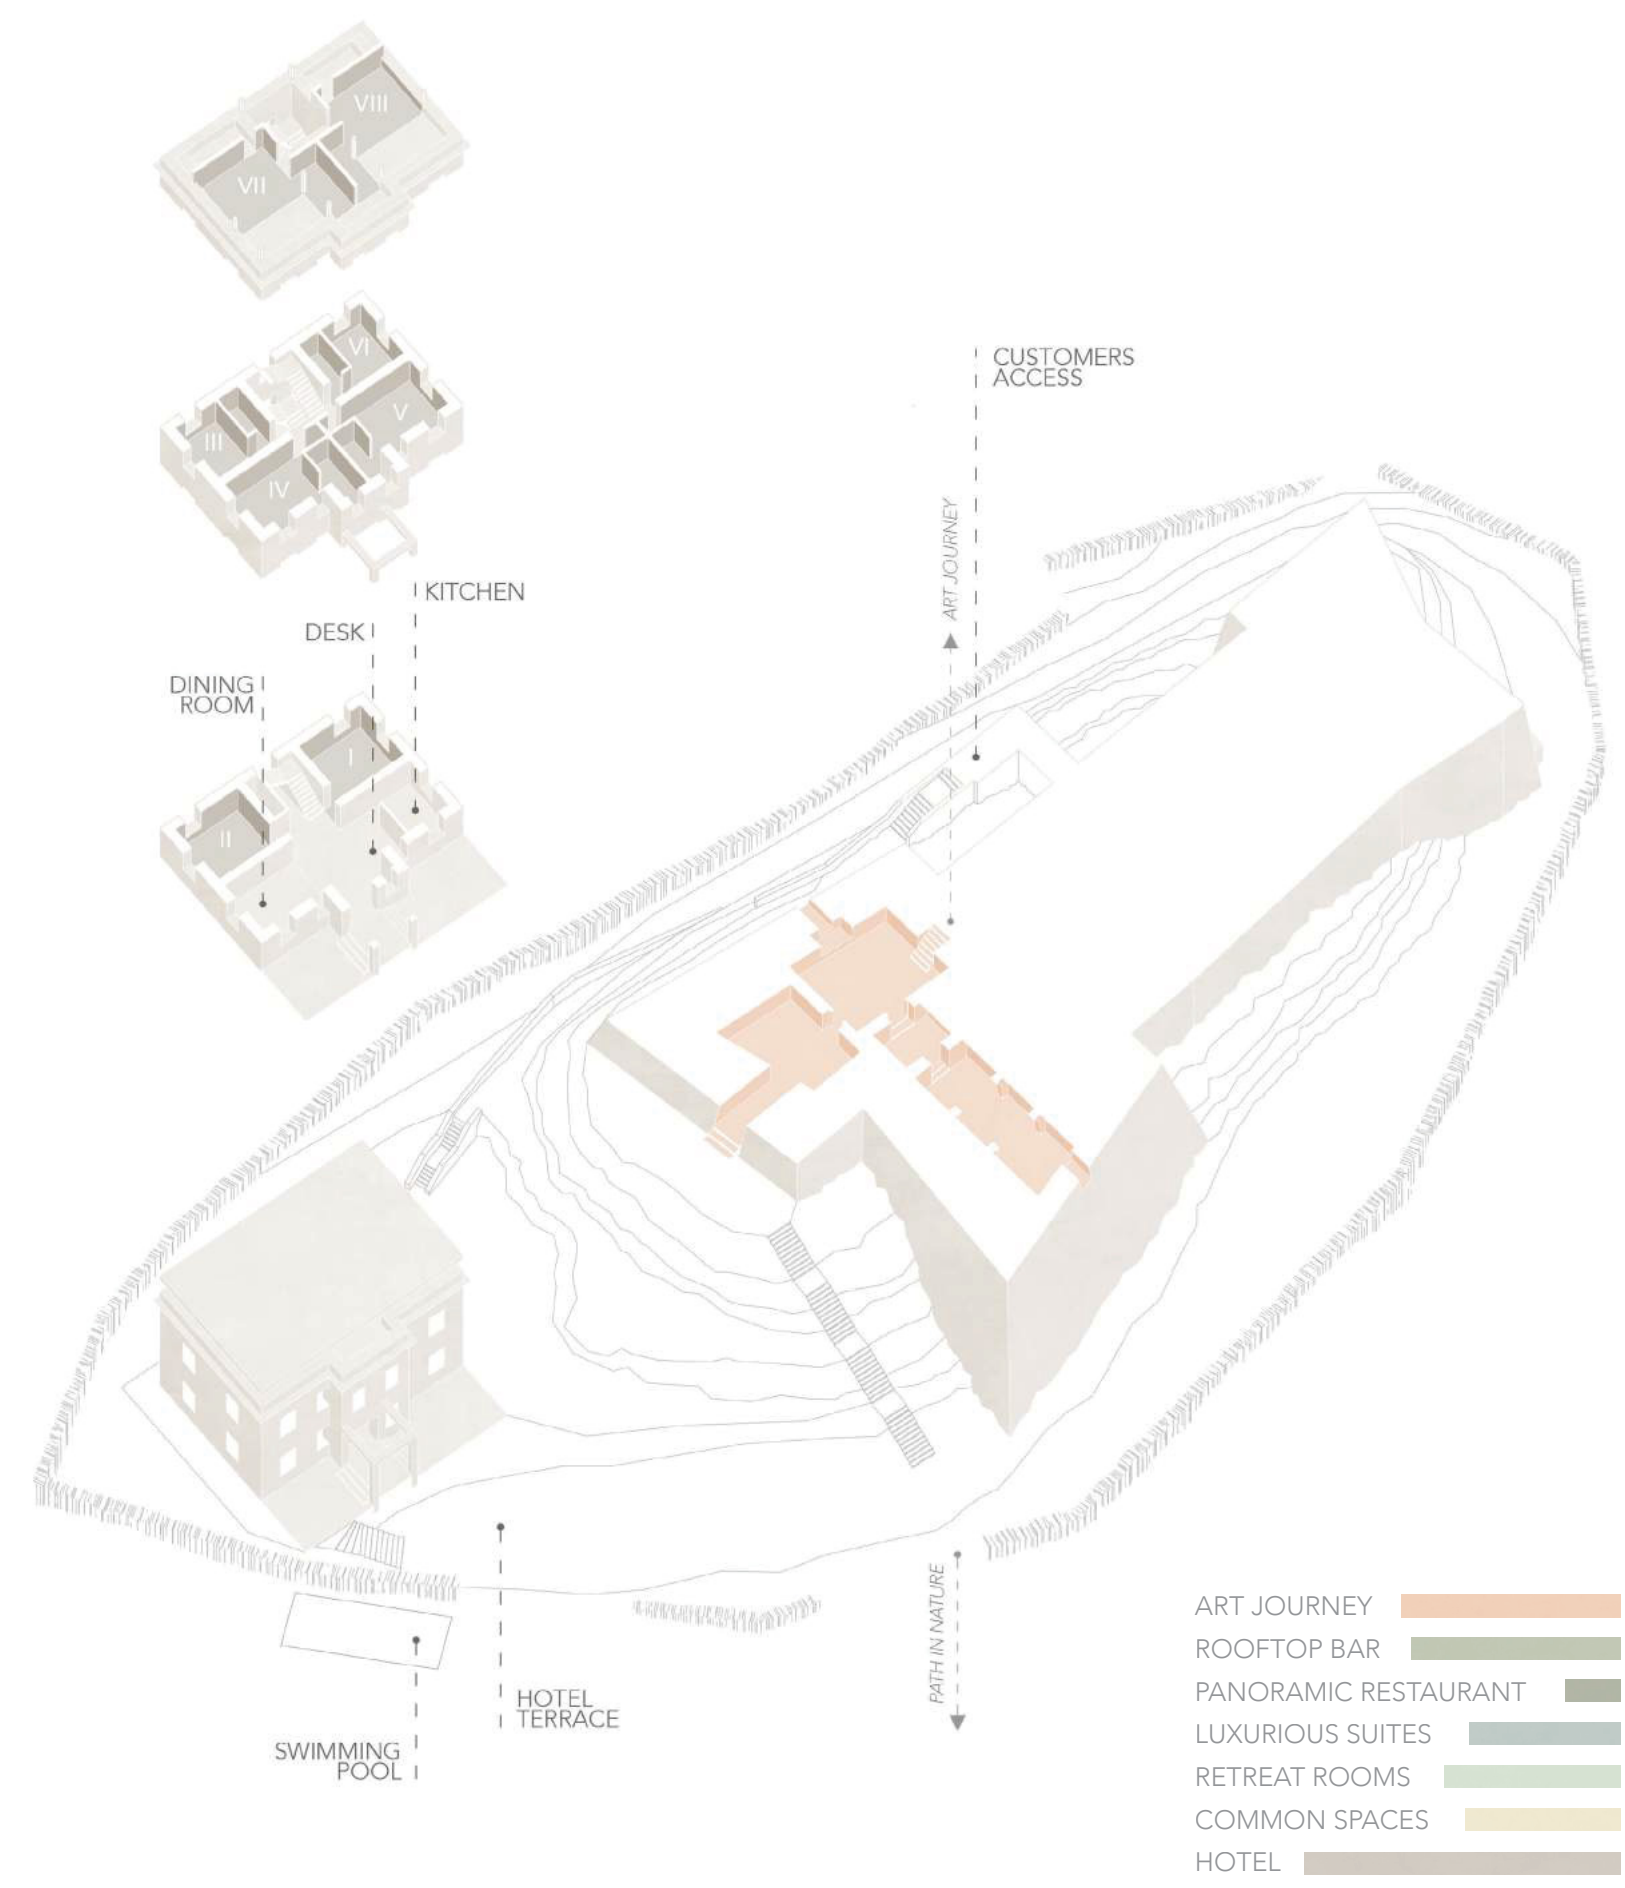 VIII
VII
VI
V
III
IV
CUSTOMERS
ACCESS
ART JOURNEY
KITCHEN
DESK
DINING
ROOM
I
II
HOTEL
TERRACE
SWIMMING
POOL
PATH IN NATURE
ART JOURNEY
ROOFTOP BAR
PANORAMIC RESTAURANT
LUXURIOUS SUITES
RETREAT ROOMS
COMMON SPACES
HOTEL